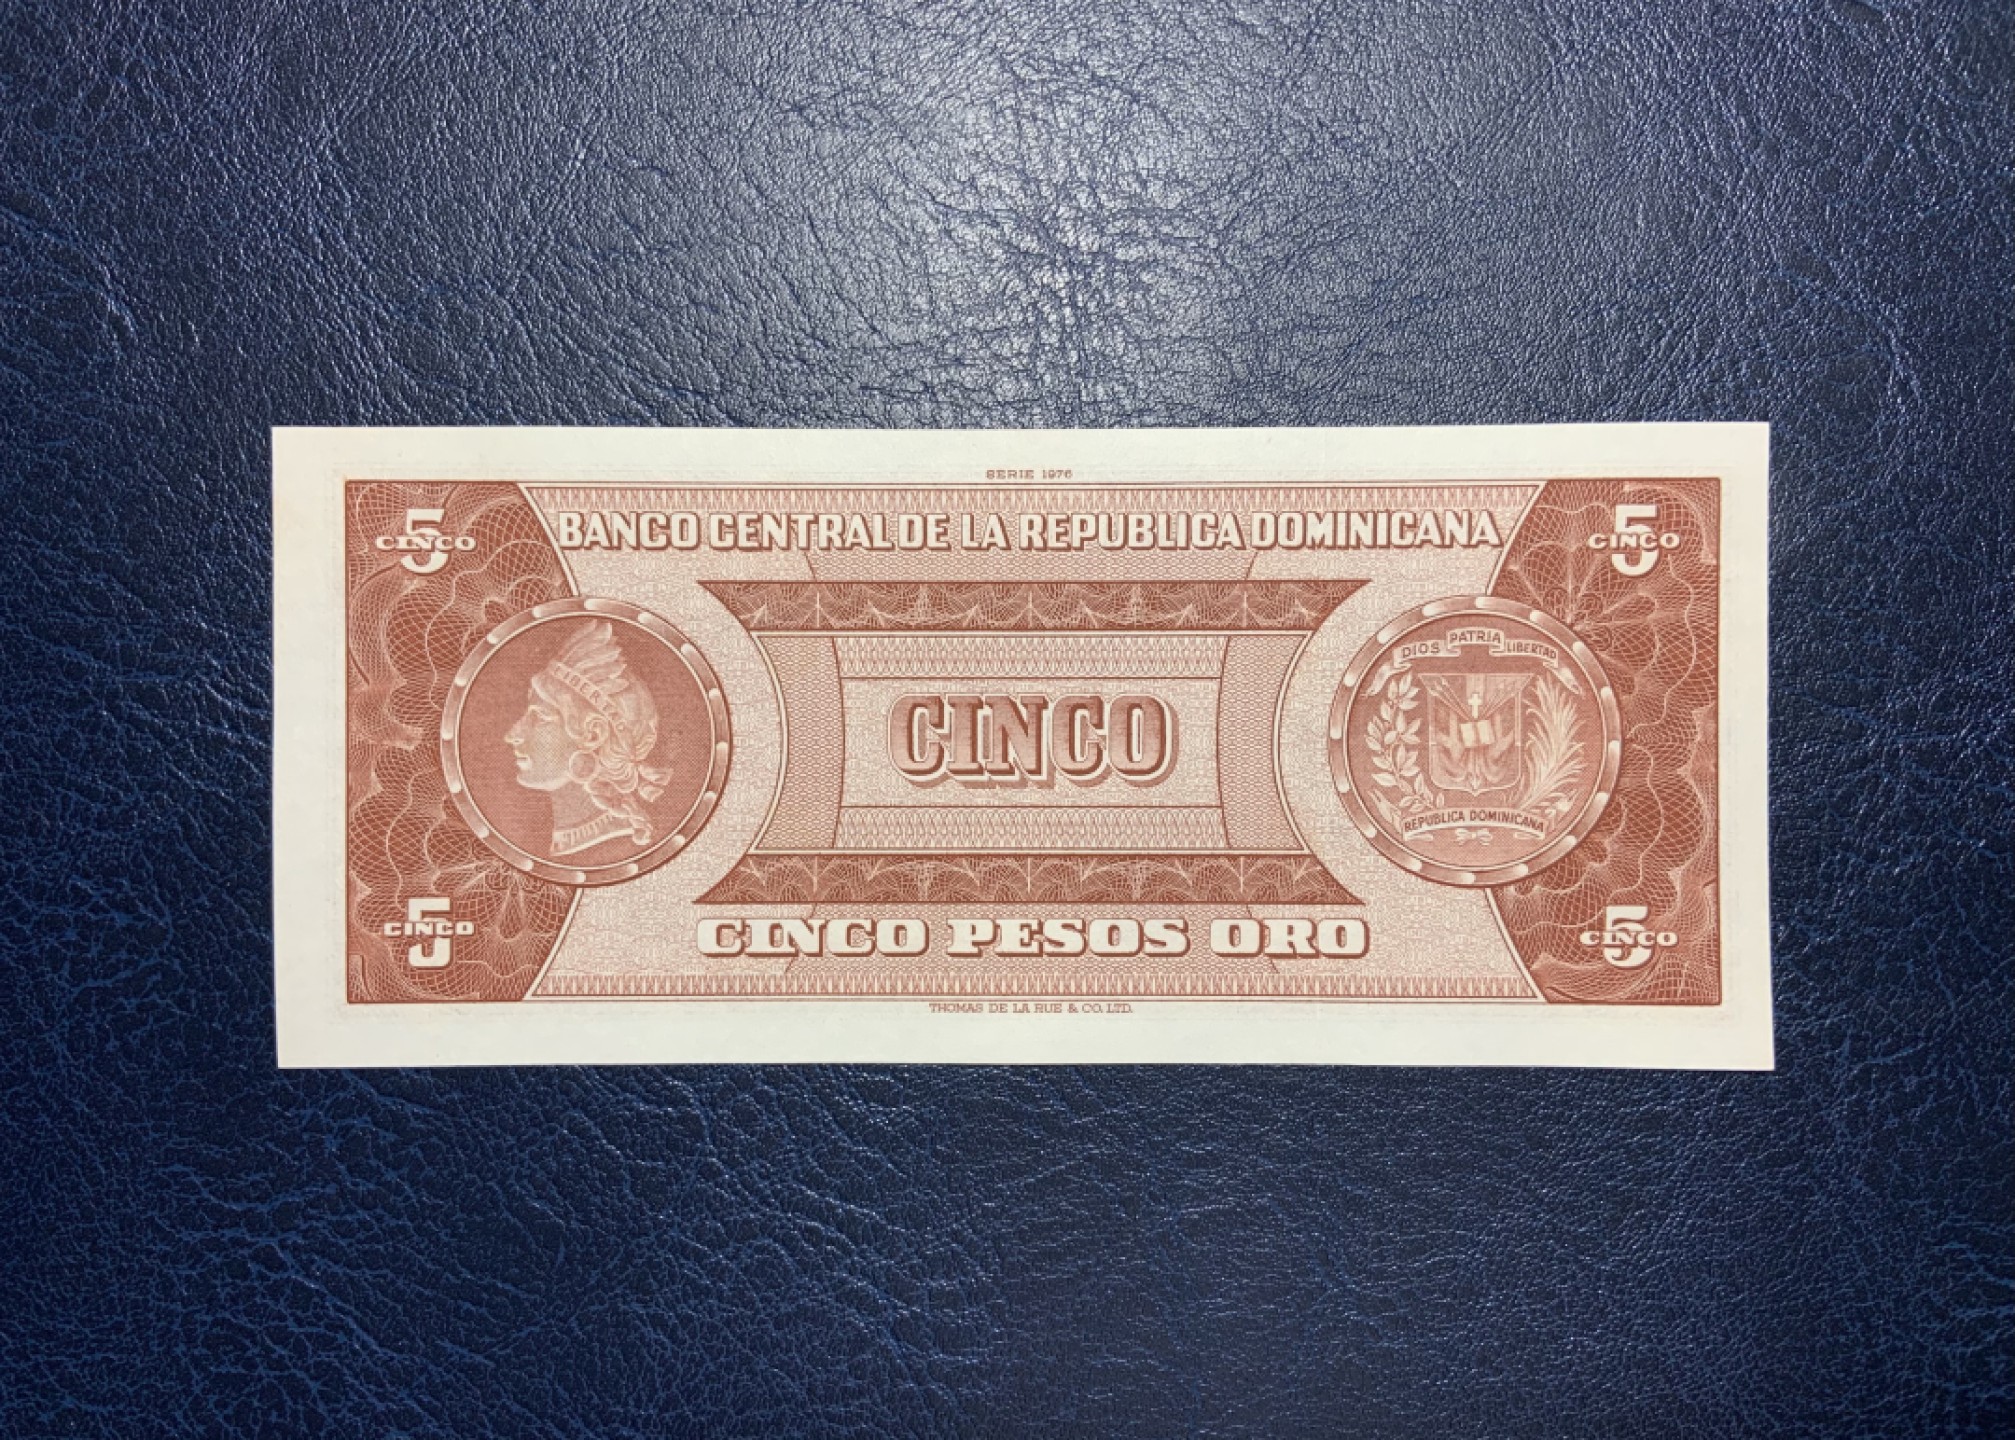 SERIE 1976
5
CINCO
BANCO CENTRAL DE LA REPUBLICA DOMINICANA
5
CINCO
LIBERTAD
CINCO
DIOS PATRIA LIBERTAD
REPUBLICA DOMINICANA
5
CINCO
CINCO PESOS ORO
5
CINCO
THOMAS DE LA RUE & CO. LTD.